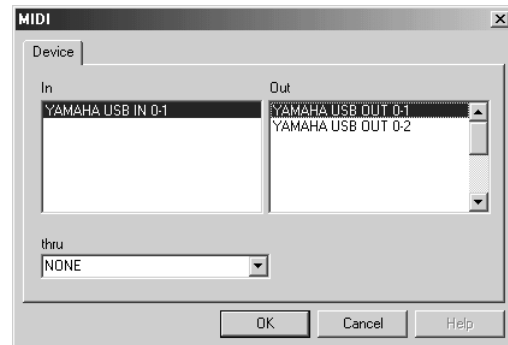 MIDI
Device
In
Out
YAMAHA USB IN 0-1
YAMAHA USB OUT 0-1
YAMAHA USB OUT 0-2
thru
NONE
OK
Cancel
Help